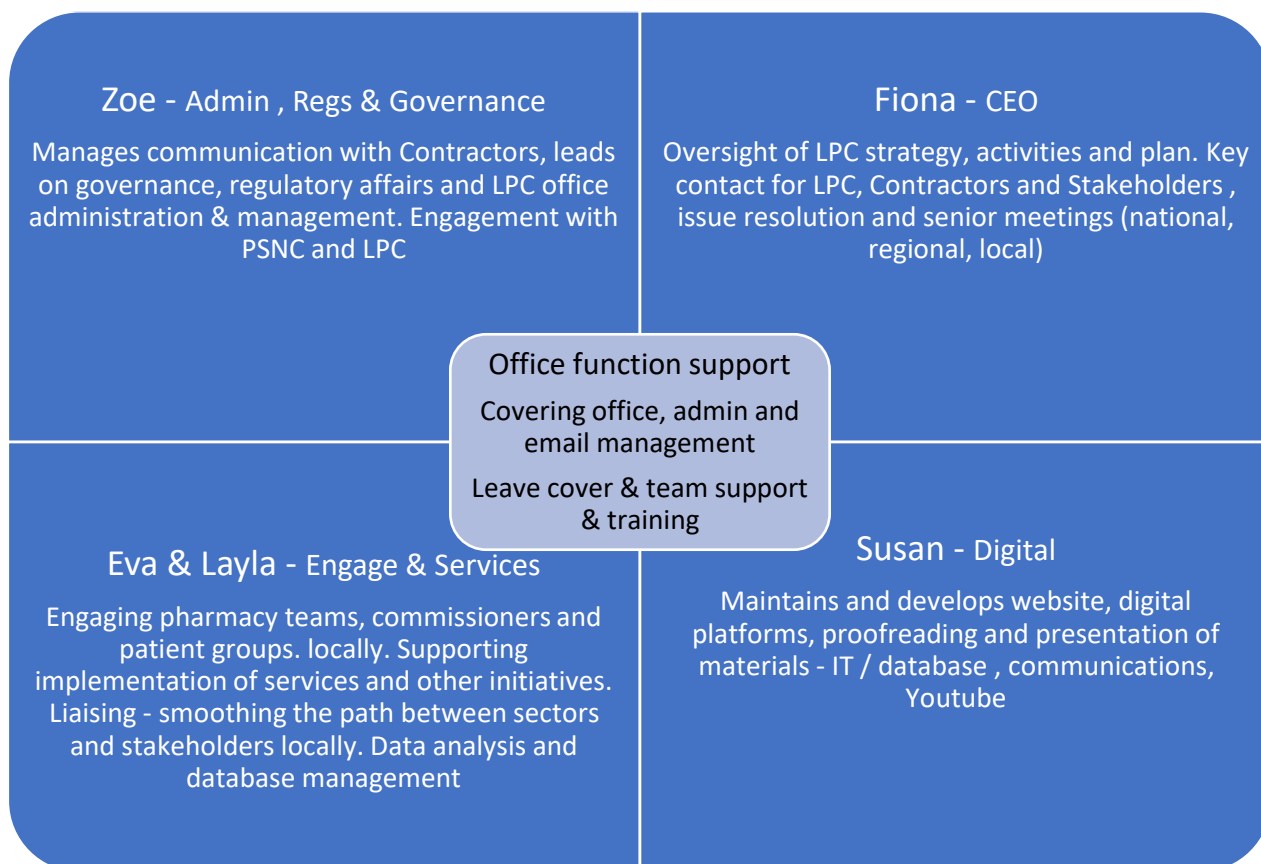 Zoe - Admin , Regs & Governance
Manages communication with Contractors, leads
on governance, regulatory affairs and LPC office
administration & management. Engagement with
PSNC and LPC
Fiona - CEO
Oversight of LPC strategy, activities and plan. Key
contact for LPC, Contractors and Stakeholders ,
issue resolution and senior meetings (national,
regional, local)
Office function support
Covering office, admin and
email management
Leave cover & team support
& training
Eva & Layla - Engage & Services
Engaging pharmacy teams, commissioners and
patient groups. locally. Supporting
implementation of services and other initiatives.
Liaising - smoothing the path between sectors
and stakeholders locally. Data analysis and
database management
Susan - Digital
Maintains and develops website, digital
platforms, proofreading and presentation of
materials - IT / database , communications,
Youtube